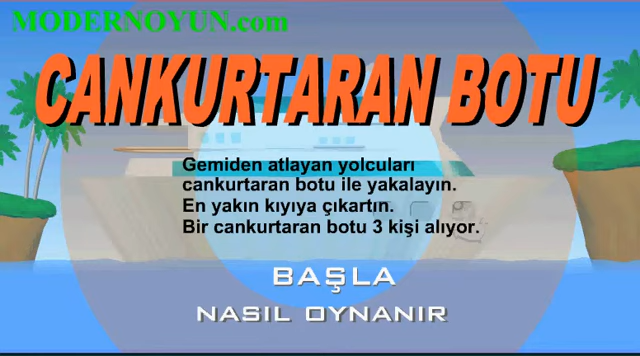 MODERNOYUN.com
CANKURTARAN BOTU
Gemiden atlayan yolcuları
cankurtaran botu ile yakalayın.
En yakın kıyıya çıkartın.
Bir cankurtaran botu 3 kişi alıyor.
BAŞLA
NASIL OYNANIR